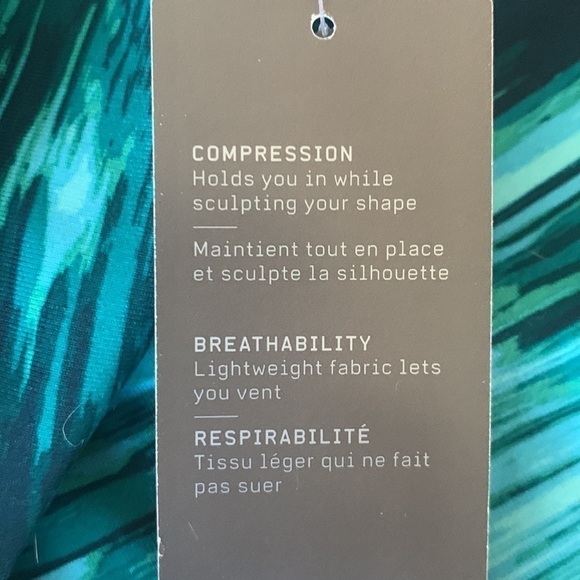 COMPRESSION
Holds you in while
sculpting your shape
Maintient tout en place
et sculpte la silhouette
BREATHABILITY
Lightweight fabric lets
you vent
RESPIRABILITÉ
Tissu léger qui ne fait
pas suer